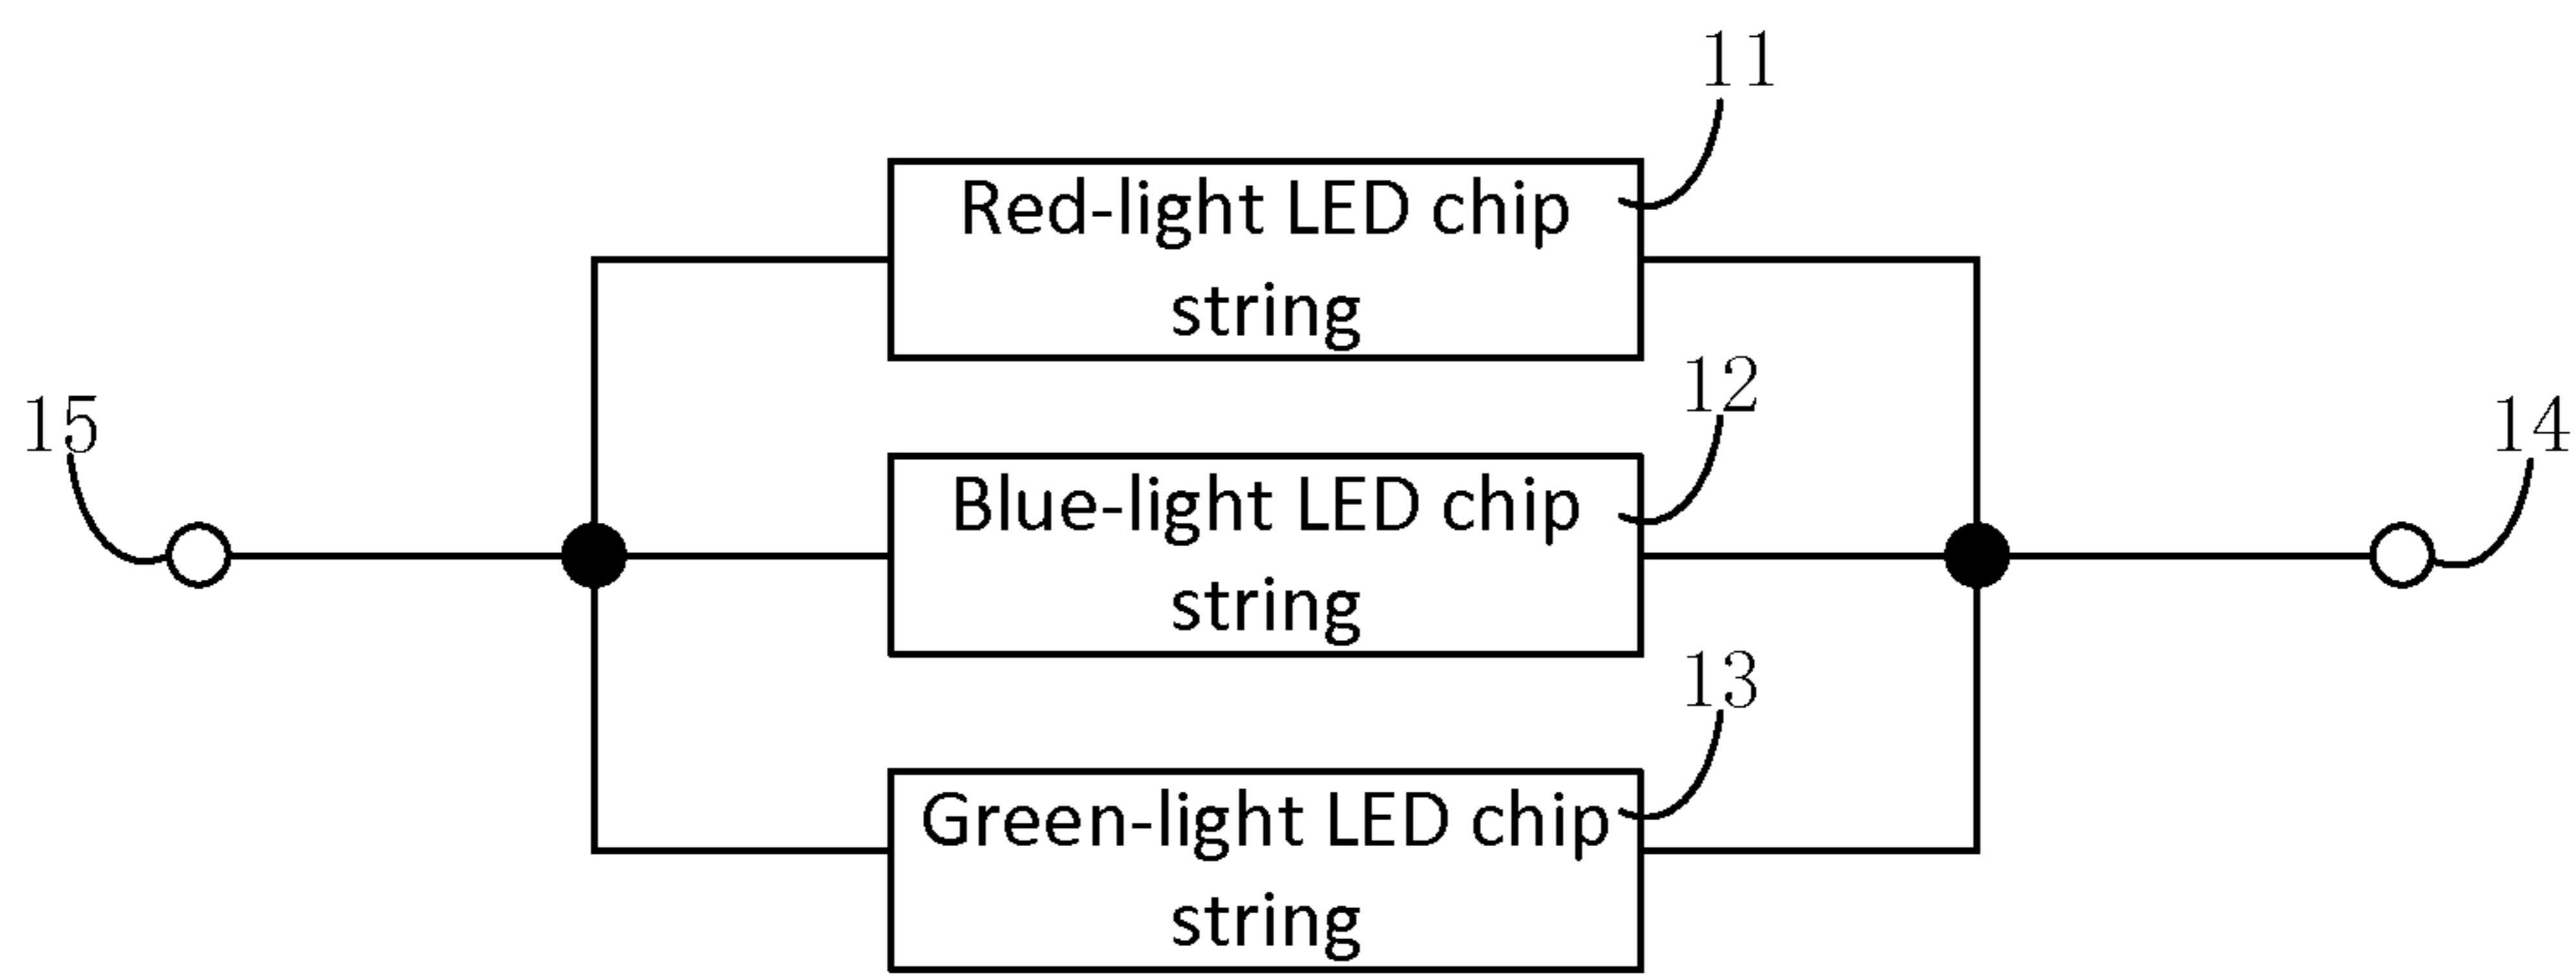 11
Red-light LED chip
string
12
15
14
Blue-light LED chip
string
13
Green-light LED chip
string